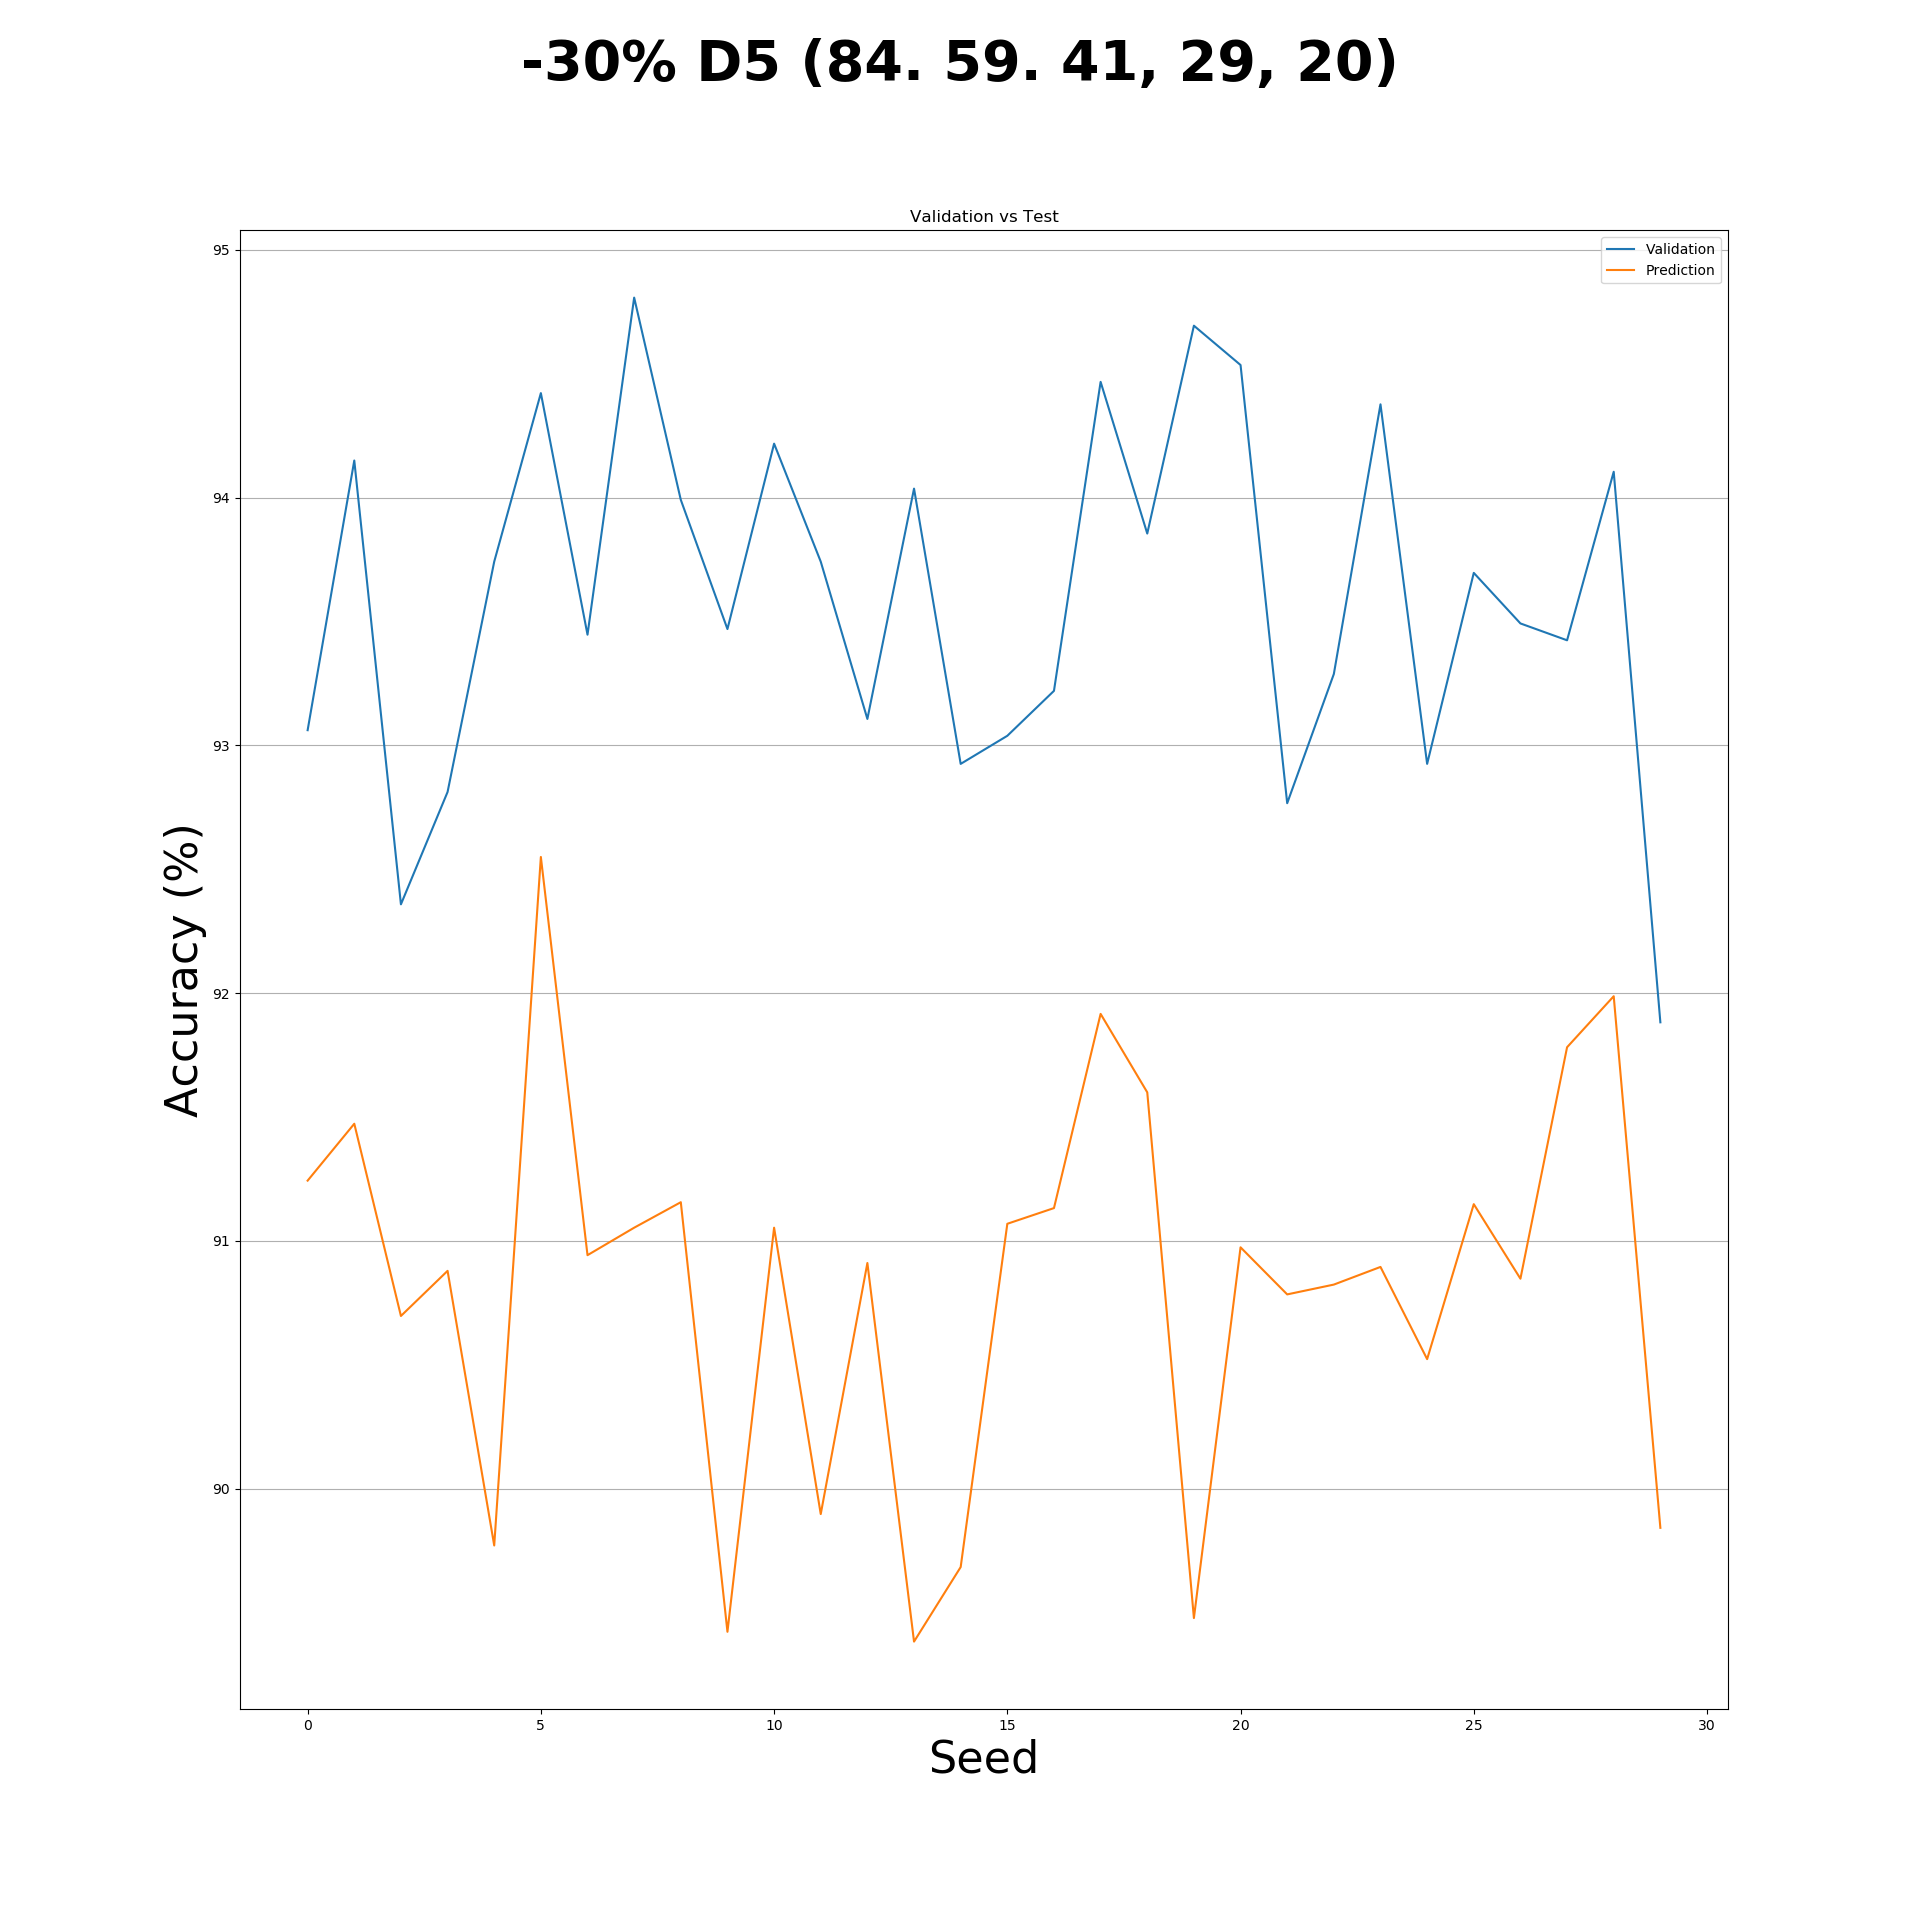 -30% D5 (84. 59. 41, 29, 20)
Validation vs Test
Validation
Prediction
95
94
93
92
91
90
Accuracy (%)
0 5 10 15 20 25 30
Seed